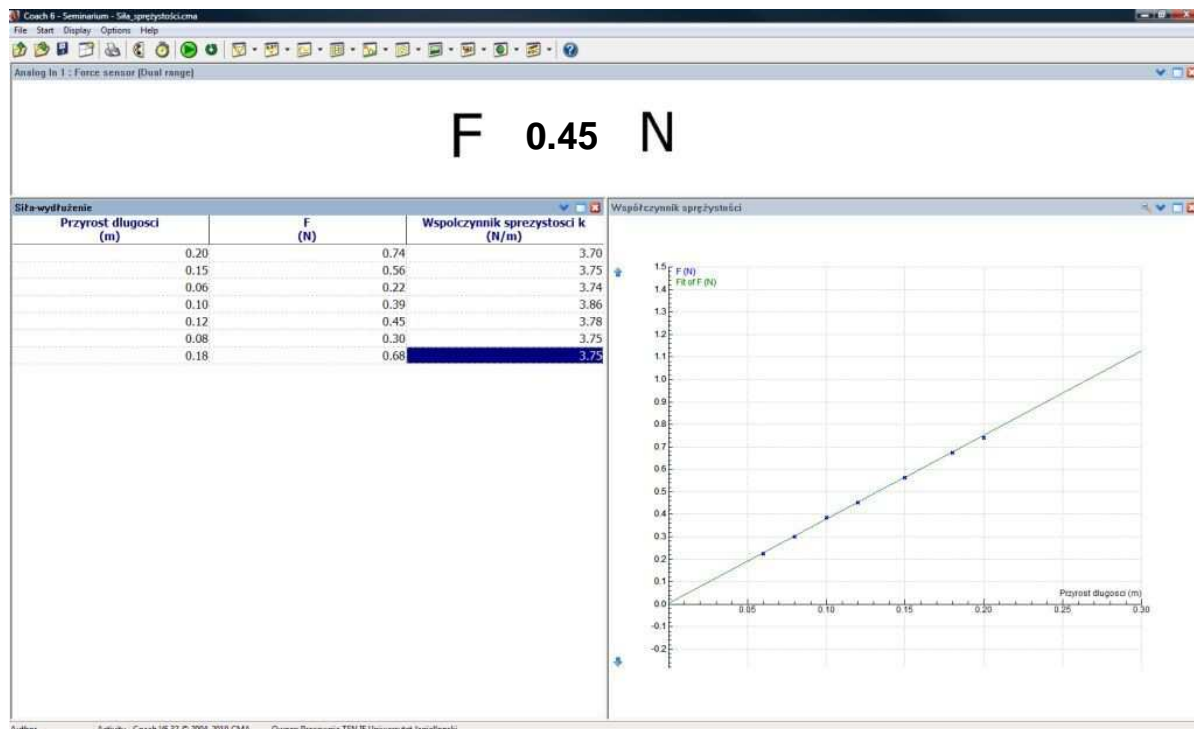 Coach 6 - Seminarium - Siła_sprężystości.cma
File Start Display Options Help
Analog In 1 : Force sensor (Dual range)
F 0.45 N
Siła-wydłużenie
Przyrost dlugosci (m) F (N) Wspolczynnik sprezystosci k (N/m)
0.20 0.74 3.70
0.15 0.56 3.75
0.06 0.22 3.74
0.10 0.39 3.86
0.12 0.45 3.78
0.08 0.30 3.75
0.18 0.68 3.75
Współczynnik sprężystości
F (N)
Fit of F (N)
1.5
1.4
1.3
1.2
1.1
1.0
0.9
0.8
0.7
0.6
0.5
0.4
0.3
0.2
0.1
0.0
-0.1
-0.2
Przyrost dlugosci (m)
0.05 0.10 0.15 0.20 0.25 0.30